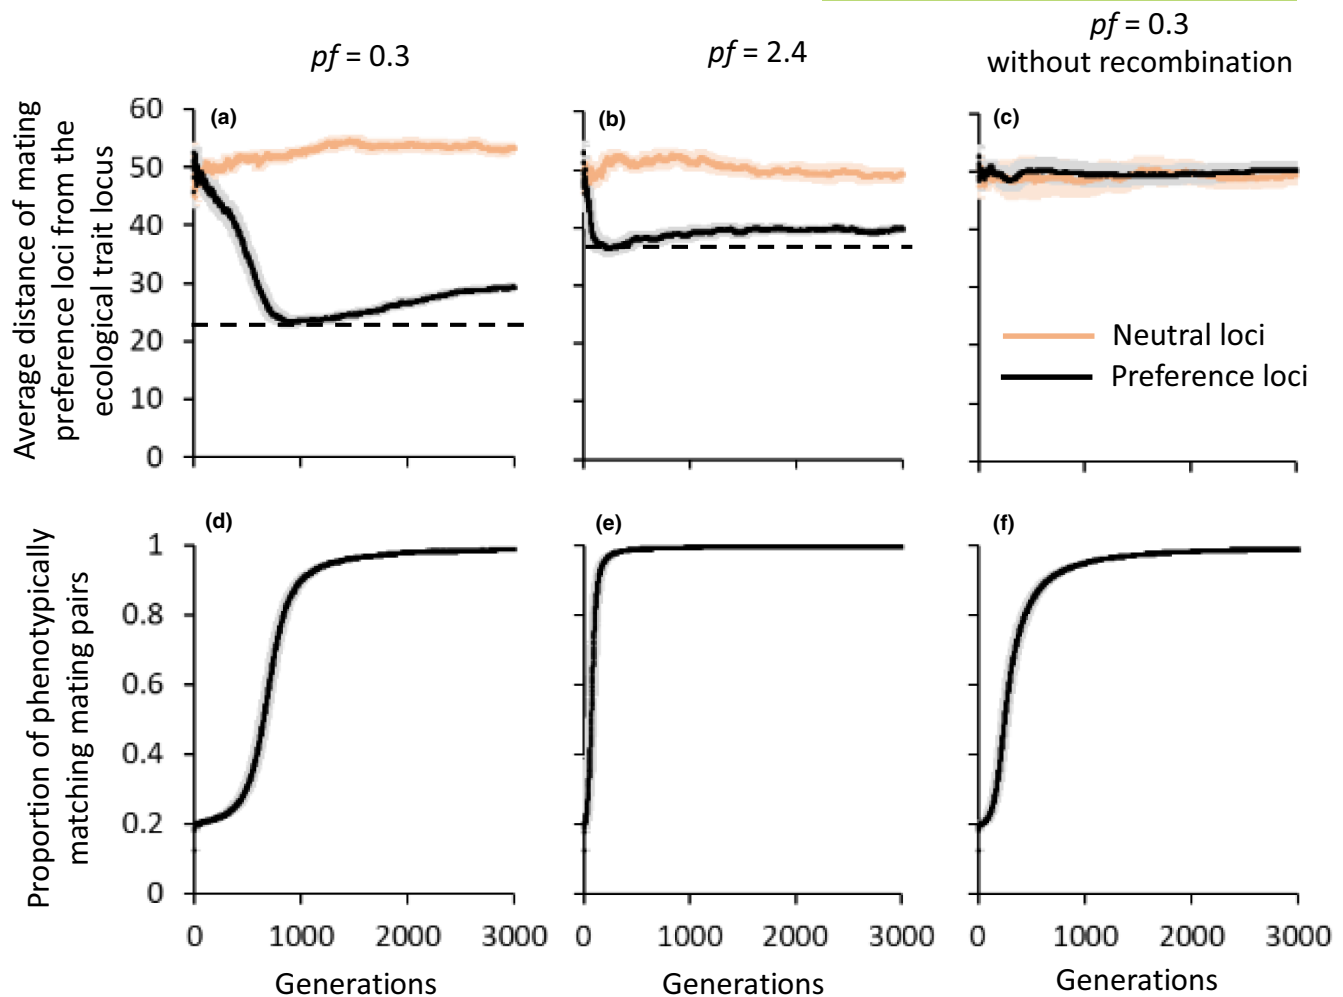 pf = 0.3
pf = 2.4
pf = 0.3
without recombination
Average distance of mating
preference loci from the
ecological trait locus
60
50
40
30
20
10
0
(a)
(b)
(c)
Neutral loci
Preference loci
0
1000
2000
3000
Proportion of phenotypically
matching mating pairs
1
0.8
0.6
0.4
0.2
0
(d)
(e)
(f)
0
1000
2000
3000
0
1000
2000
3000
Generations
Generations
Generations